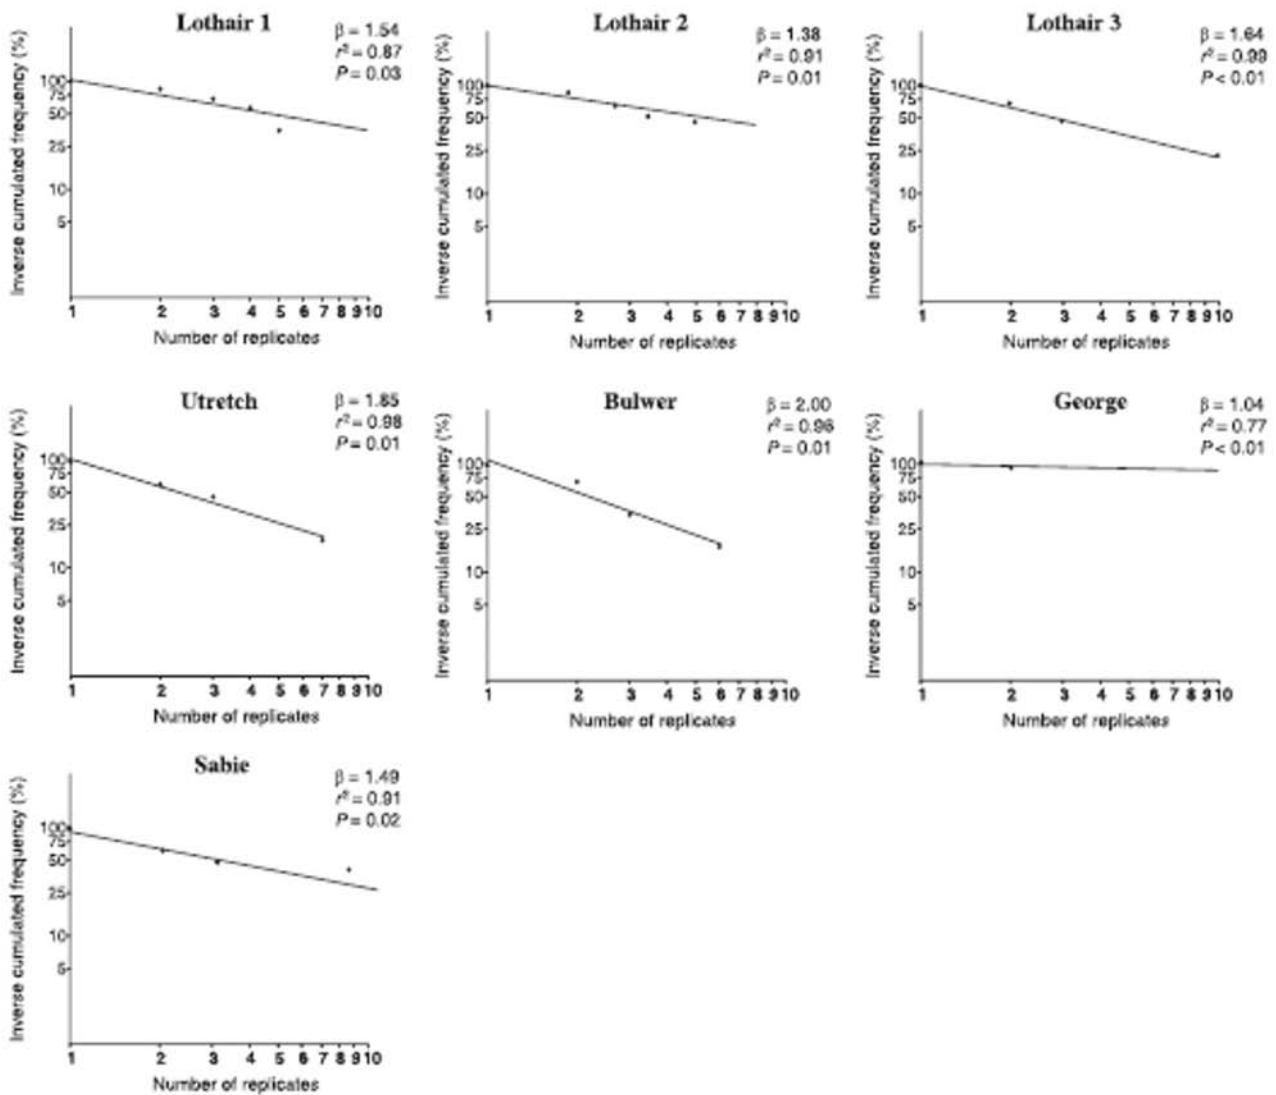 Lothair 1
β = 1.54
r² = 0.87
P = 0.03
Inverse cumulated frequency (%)
100
75
50
25
10
5
1 2 3 4 5 6 7 8 9 10
Number of replicates
Lothair 2
β = 1.38
r² = 0.91
P = 0.01
Inverse cumulated frequency (%)
100
75
50
25
10
5
1 2 3 4 5 6 7 8 9 10
Number of replicates
Lothair 3
β = 1.64
r² = 0.99
P < 0.01
Inverse cumulated frequency (%)
100
75
50
25
10
5
1 2 3 4 5 6 7 8 9 10
Number of replicates
Utretch
β = 1.85
r² = 0.98
P = 0.01
Inverse cumulated frequency (%)
100
75
50
25
10
5
1 2 3 4 5 6 7 8 9 10
Number of replicates
Bulwer
β = 2.00
r² = 0.96
P = 0.01
Inverse cumulated frequency (%)
100
75
50
25
10
5
1 2 3 4 5 6 7 8 9 10
Number of replicates
George
β = 1.04
r² = 0.77
P < 0.01
Inverse cumulated frequency (%)
100
75
50
25
10
5
1 2 3 4 5 6 7 8 9 10
Number of replicates
Sabie
β = 1.49
r² = 0.91
P = 0.02
Inverse cumulated frequency (%)
100
75
50
25
10
5
1 2 3 4 5 6 7 8 9 10
Number of replicates